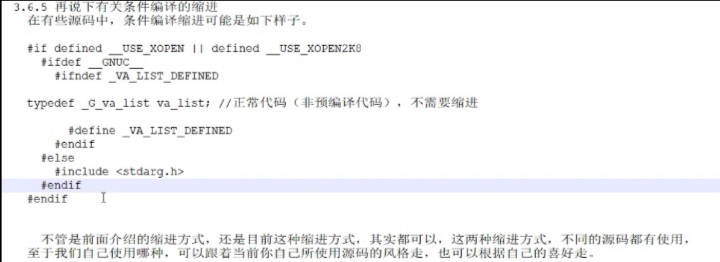 3.6.5 再说下有关条件编译的缩进
在有些源码中，条件编译缩进可能是如下样子。
#if defined __USE_XOPEN || defined __USE_XOPEN2K8
#ifdef __GNUC__
#ifndef _VA_LIST_DEFINED
typedef _G_va_list va_list; //正常代码（非预编译代码），不需要缩进
#define _VA_LIST_DEFINED
#endif
#else
#include <stdarg.h>
#endif
#endif
不管是前面介绍的缩进方式，还是目前这种缩进方式，其实都可以，这两种缩进方式，不同的源码都有使用，
至于我们自己使用哪种，可以跟着当前你自己所使用源码的风格走，也可以根据自己的喜好走。